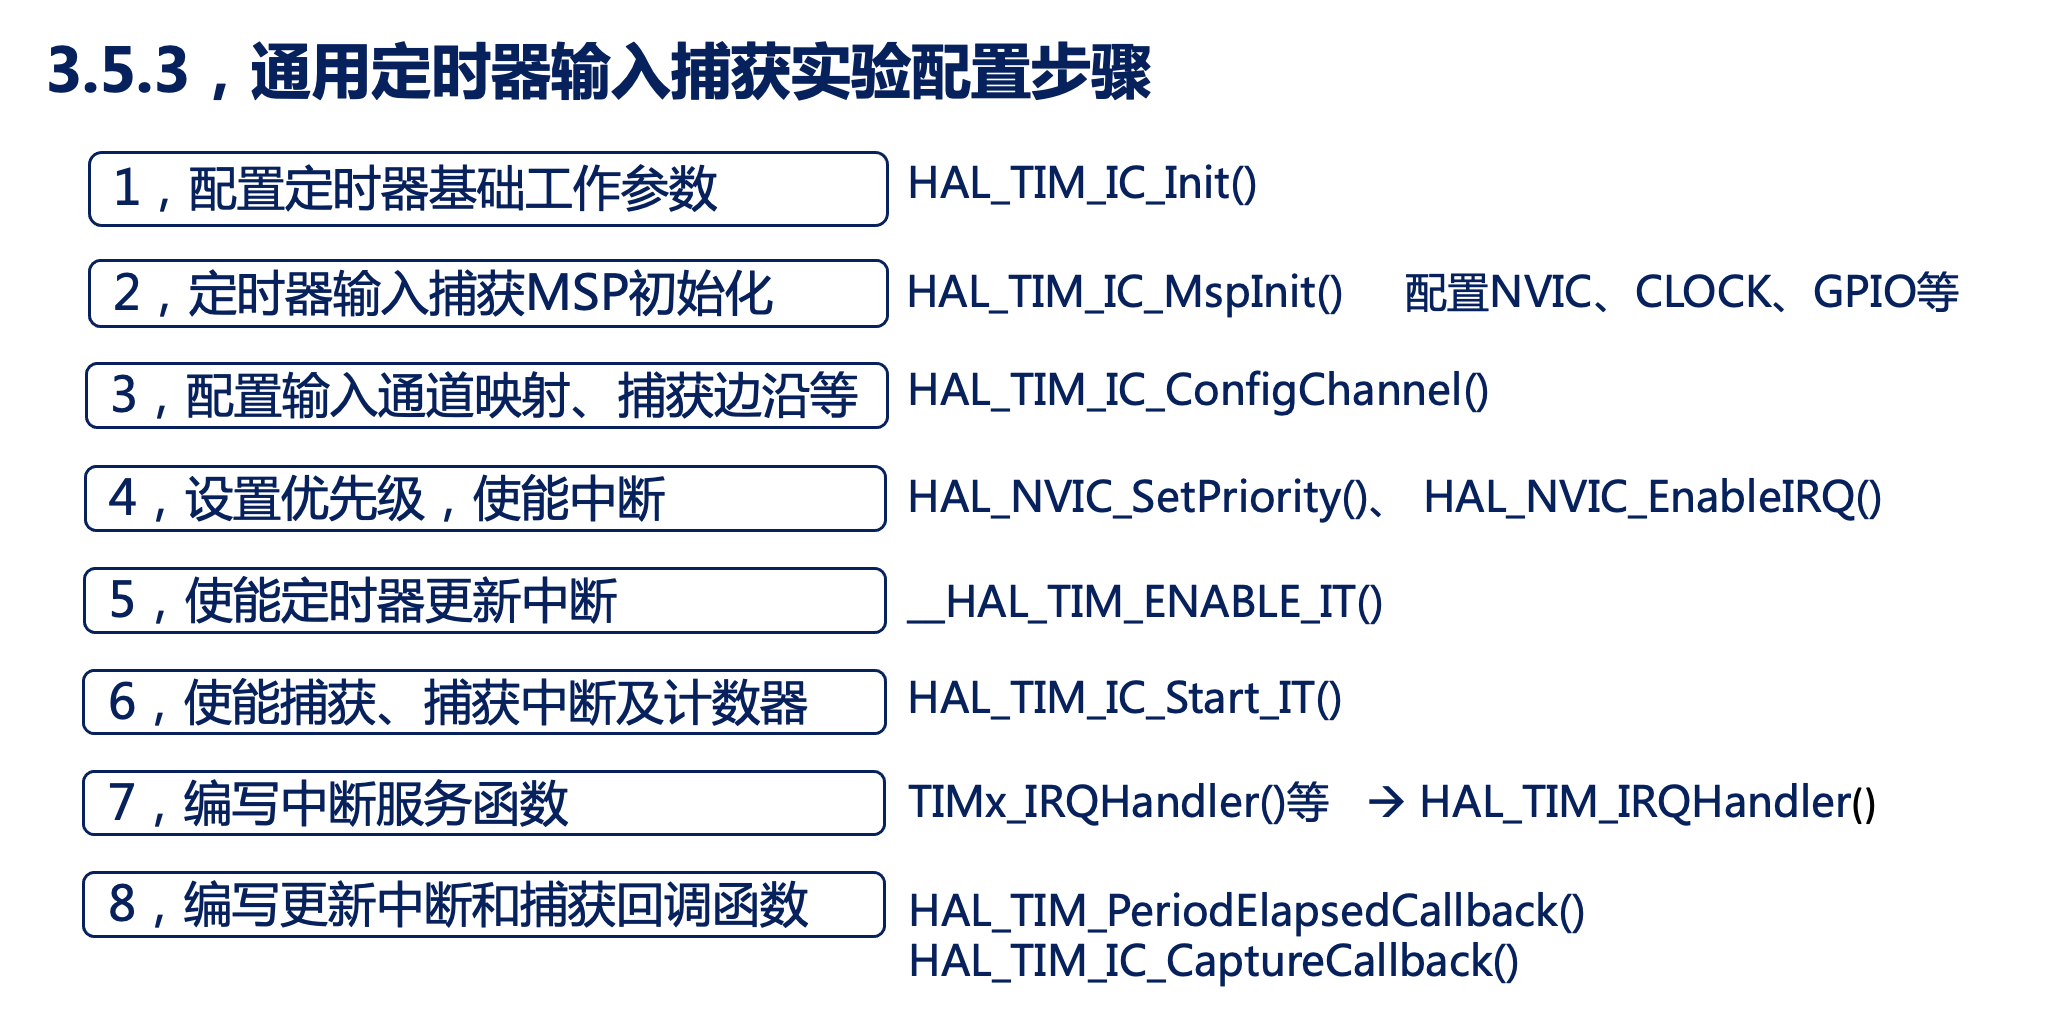 3.5.3，通用定时器输入捕获实验配置步骤
1，配置定时器基础工作参数 HAL_TIM_IC_Init()
2，定时器输入捕获MSP初始化 HAL_TIM_IC_MspInit() 配置NVIC、CLOCK、GPIO等
3，配置输入通道映射、捕获边沿等 HAL_TIM_IC_ConfigChannel()
4，设置优先级，使能中断 HAL_NVIC_SetPriority()、 HAL_NVIC_EnableIRQ()
5，使能定时器更新中断 __HAL_TIM_ENABLE_IT()
6，使能捕获、捕获中断及计数器 HAL_TIM_IC_Start_IT()
7，编写中断服务函数 TIMx_IRQHandler()等 → HAL_TIM_IRQHandler()
8，编写更新中断和捕获回调函数 HAL_TIM_PeriodElapsedCallback()
HAL_TIM_IC_CaptureCallback()